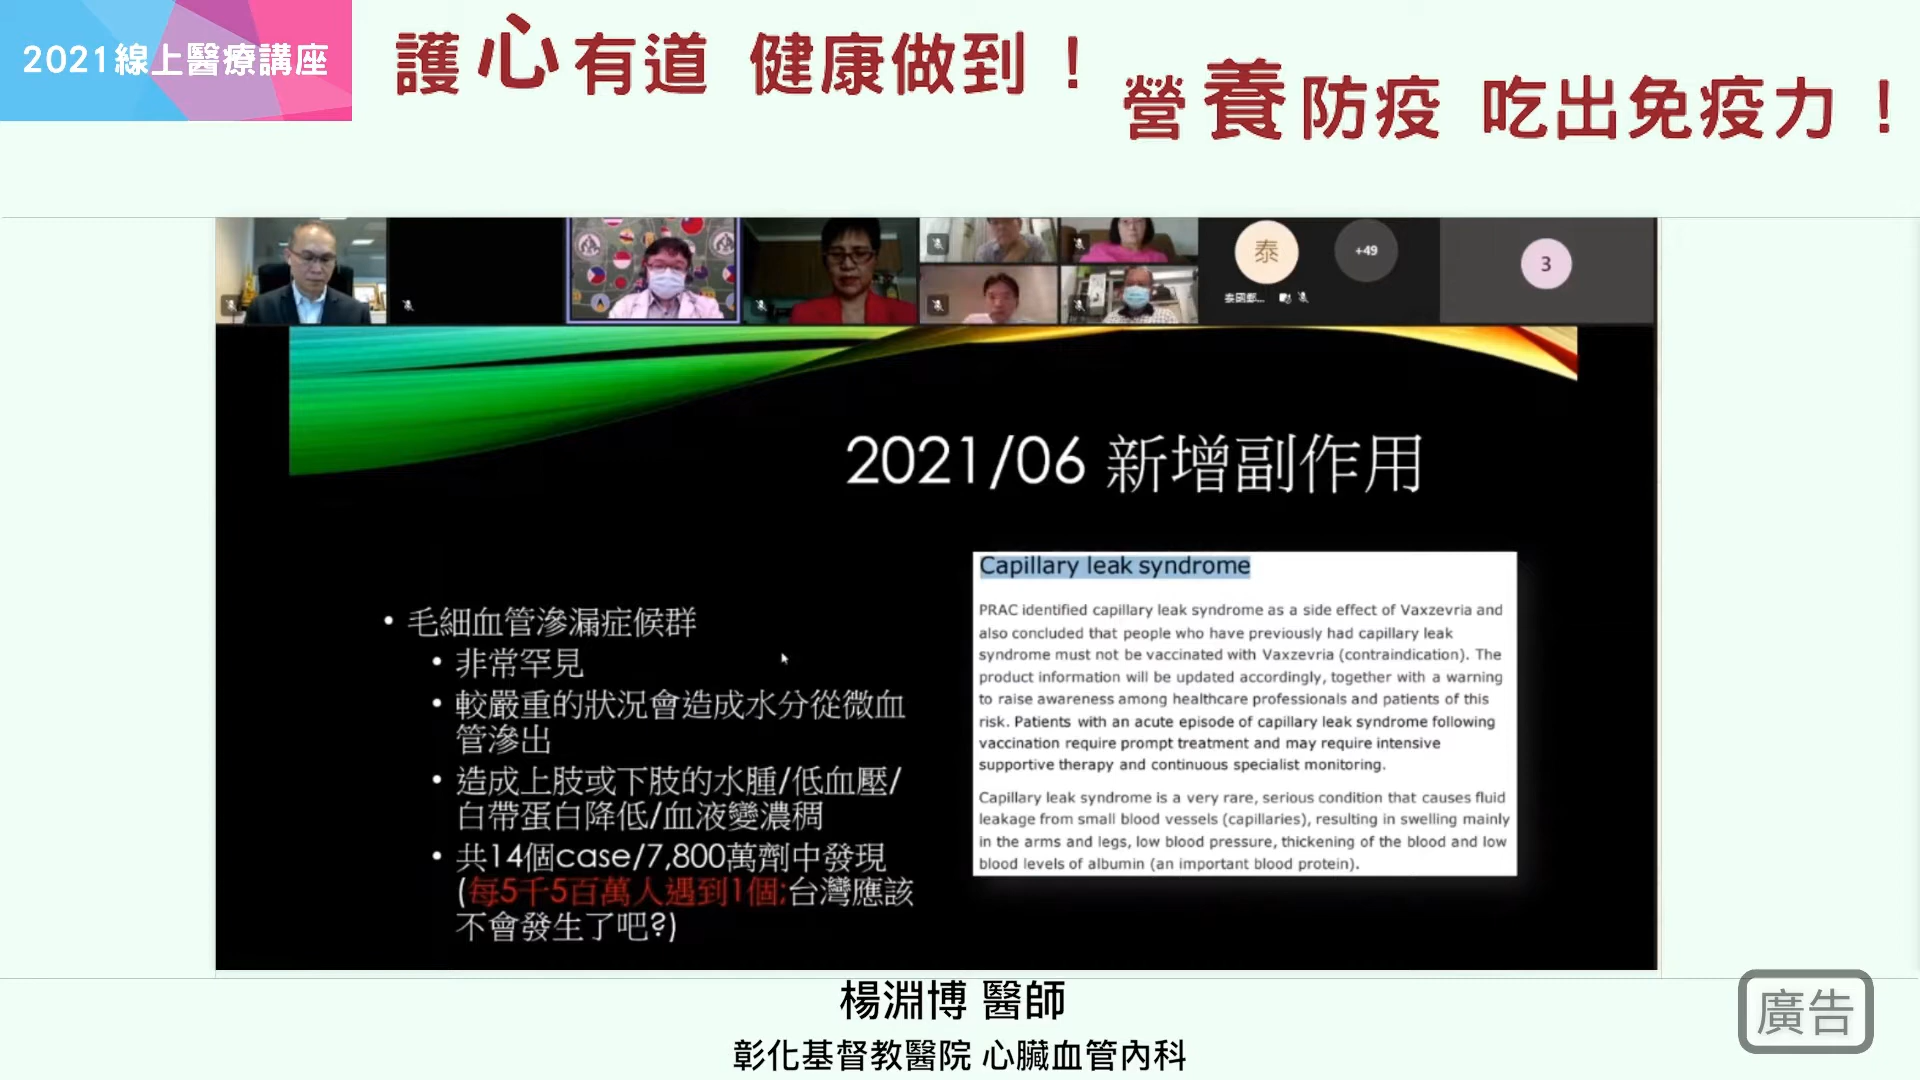 2021線上醫療講座
護心有道 健康做到！
營養防疫 吃出免疫力！
泰
+49
3
泰國鄭...
2021/06 新增副作用
• 毛細血管滲漏症候群
• 非常罕見
• 較嚴重的狀況會造成水分從微血
管滲出
• 造成上肢或下肢的水腫/低血壓/
白帶蛋白降低/血液變濃稠
• 共14個case/7,800萬劑中發現
(每5千5百萬人遇到1個;台灣應該
不會發生了吧?)
Capillary leak syndrome
PRAC identified capillary leak syndrome as a side effect of Vaxzevria and
also concluded that people who have previously had capillary leak
syndrome must not be vaccinated with Vaxzevria (contraindication). The
product information will be updated accordingly, together with a warning
to raise awareness among healthcare professionals and patients of this
risk. Patients with an acute episode of capillary leak syndrome following
vaccination require prompt treatment and may require intensive
supportive therapy and continuous specialist monitoring.
Capillary leak syndrome is a very rare, serious condition that causes fluid
leakage from small blood vessels (capillaries), resulting in swelling mainly
in the arms and legs, low blood pressure, thickening of the blood and low
blood levels of albumin (an important blood protein).
楊淵博 醫師
彰化基督教醫院 心臟血管內科
廣告